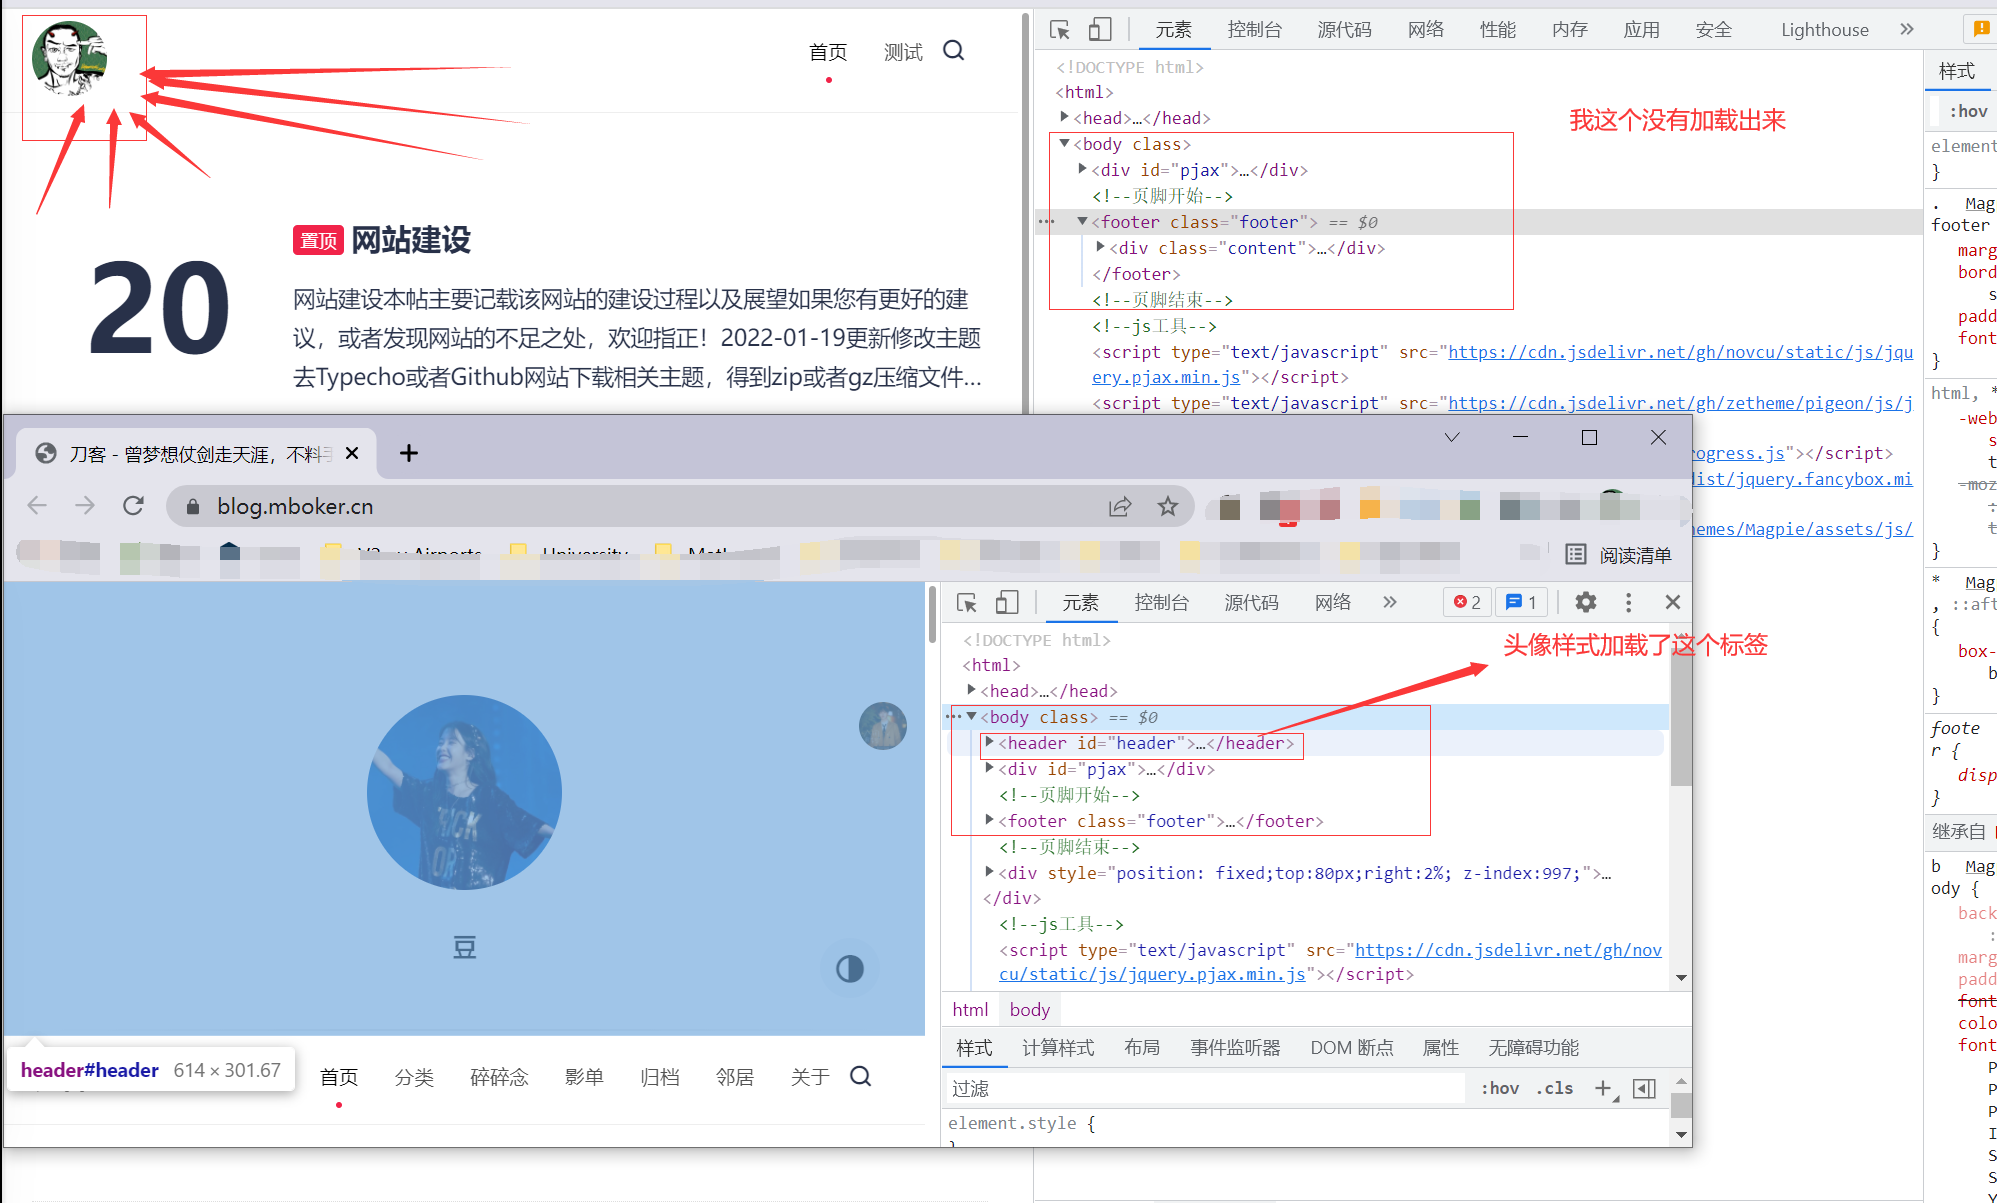 首页
测试
元素
控制台
源代码
网络
性能
内存
应用
安全
Lighthouse
样式
:hov
<!DOCTYPE html>
<html>
<head>…</head>
<body class>
<div id="pjax">…</div>
<!--页脚开始-->
<footer class="footer"> == $0
<div class="content">…</div>
</footer>
<!--页脚结束-->
<!--js工具-->
<script type="text/javascript" src="https://cdn.jsdelivr.net/gh/novcu/static/js/jqu
ery.pjax.min.js"></script>
<script type="text/javascript" src="https://cdn.jsdelivr.net/gh/zetheme/pigeon/js/j
ogress.js"></script>
list/jquery.fancybox.mi
emes/Magpie/assets/js/
我这个没有加载出来
置顶 网站建设
20
网站建设本帖主要记载该网站的建设过程以及展望如果您有更好的建
议，或者发现网站的不足之处，欢迎指正！2022-01-19更新修改主题
去Typecho或者Github网站下载相关主题，得到zip或者gz压缩文件...
element
}
. Mag
footer
marg
bord
s
padd
font
}
html, *
-web
s
t
-moz
t
}
* Mag
, ::aft
{
box-
b
}
foote
r {
disp
}
继承自
b Mag
ody {
back
:
marg
padd
font
colo
font
P
P
P
I
S
S
Y
刀客 - 曾梦想仗剑走天涯，不料
blog.mboker.cn
University
阅读清单
元素
控制台
源代码
网络
2
1
头像样式加载了这个标签
<!DOCTYPE html>
<html>
<head>…</head>
<body class> == $0
<header id="header">…</header>
<div id="pjax">…</div>
<!--页脚开始-->
<footer class="footer">…</footer>
<!--页脚结束-->
<div style="position: fixed;top:80px;right:2%; z-index:997;">…
</div>
<!--js工具-->
<script type="text/javascript" src="https://cdn.jsdelivr.net/gh/nov
cu/static/js/jquery.pjax.min.js"></script>
html
body
样式
计算样式
布局
事件监听器
DOM 断点
属性
无障碍功能
过滤
:hov
.cls
element.style {
豆
header#header 614 × 301.67
首页
分类
碎碎念
影单
归档
邻居
关于